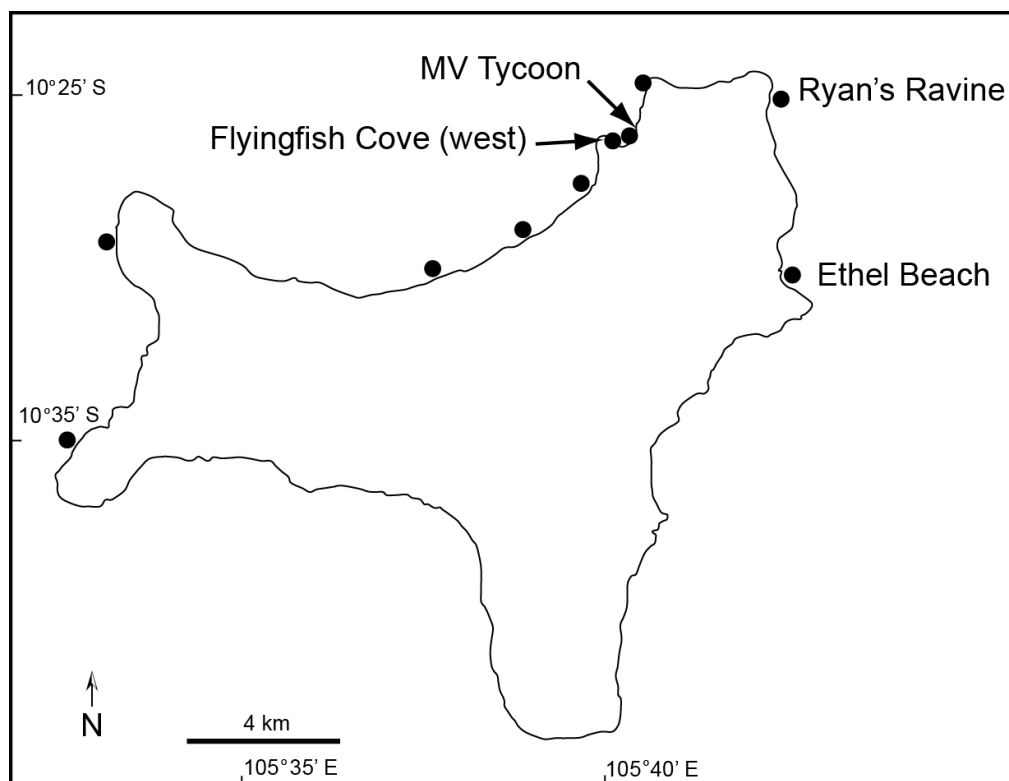 MV Tycoon
10°25’ S
Ryan’s Ravine
Flyingfish Cove (west)
Ethel Beach
10°35’ S
N
4 km
105°35’ E
105°40’ E